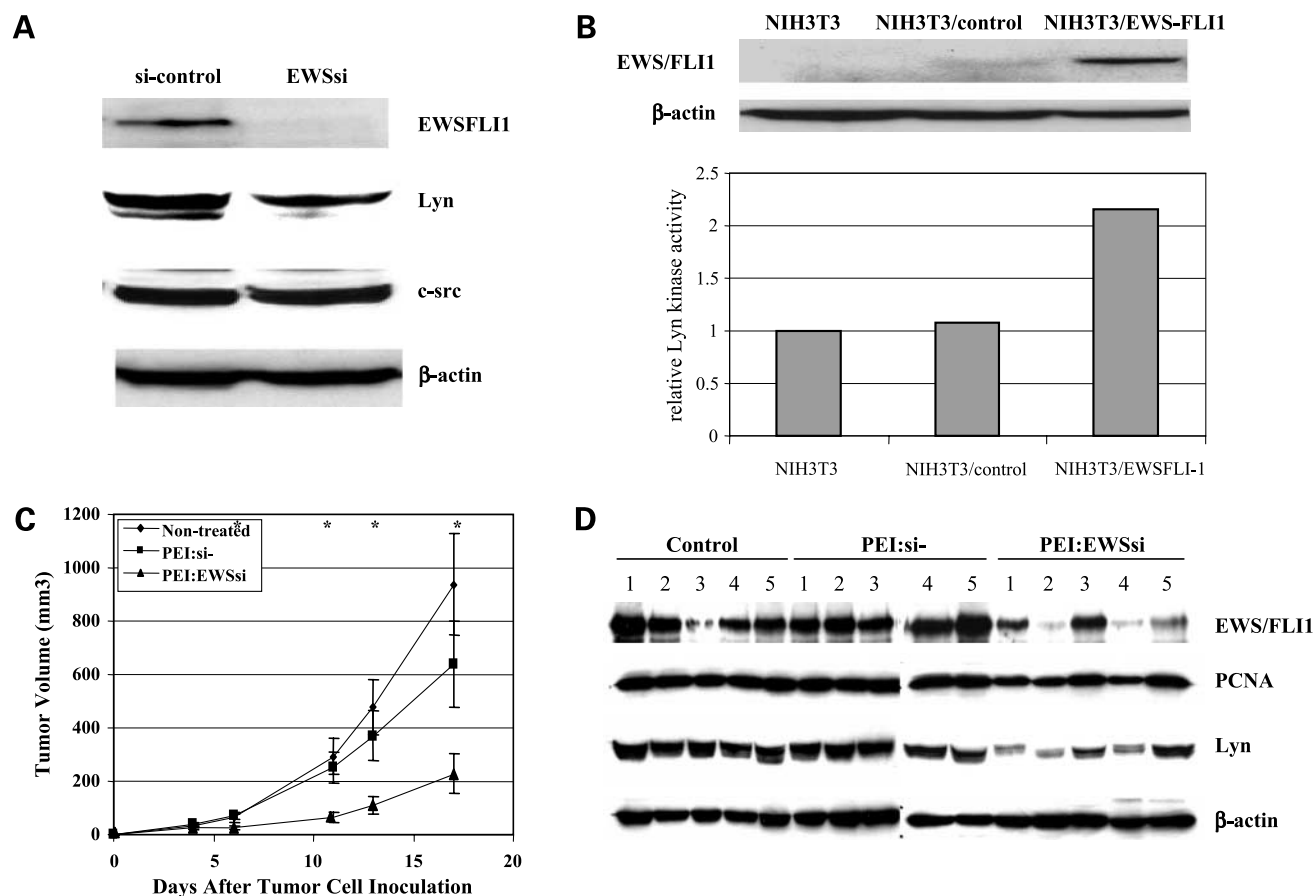 A
si-control EWSsi
EWSFLI1
Lyn
c-src
β-actin
B
NIH3T3 NIH3T3/control NIH3T3/EWS-FLI1
EWS/FLI1
β-actin
relative Lyn kinase activity
2.5
2
1.5
1
0.5
0
NIH3T3 NIH3T3/control NIH3T3/EWSFLI-1
C
Tumor Volume (mm3)
1200
1000
800
600
400
200
0
Non-treated
PEI:si-
PEI:EWSsi
* * * *
0 5 10 15 20
Days After Tumor Cell Inoculation
D
Control PEI:si- PEI:EWSsi
1 2 3 4 5 1 2 3 4 5 1 2 3 4 5
EWS/FLI1
PCNA
Lyn
β-actin